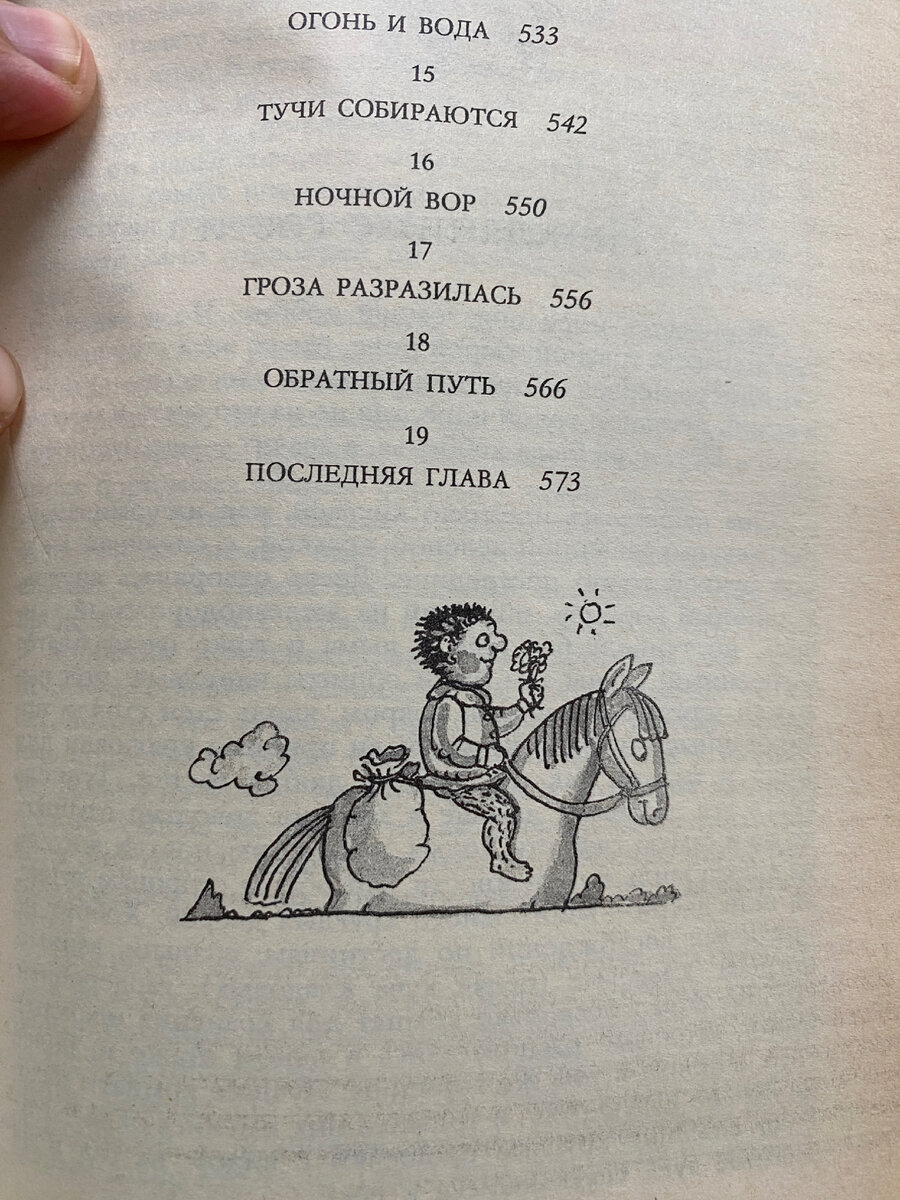 ОГОНЬ И ВОДА 533
15
ТУЧИ СОБИРАЮТСЯ 542
16
НОЧНОЙ ВОР 550
17
ГРОЗА РАЗРАЗИЛАСЬ 556
18
ОБРАТНЫЙ ПУТЬ 566
19
ПОСЛЕДНЯЯ ГЛАВА 573